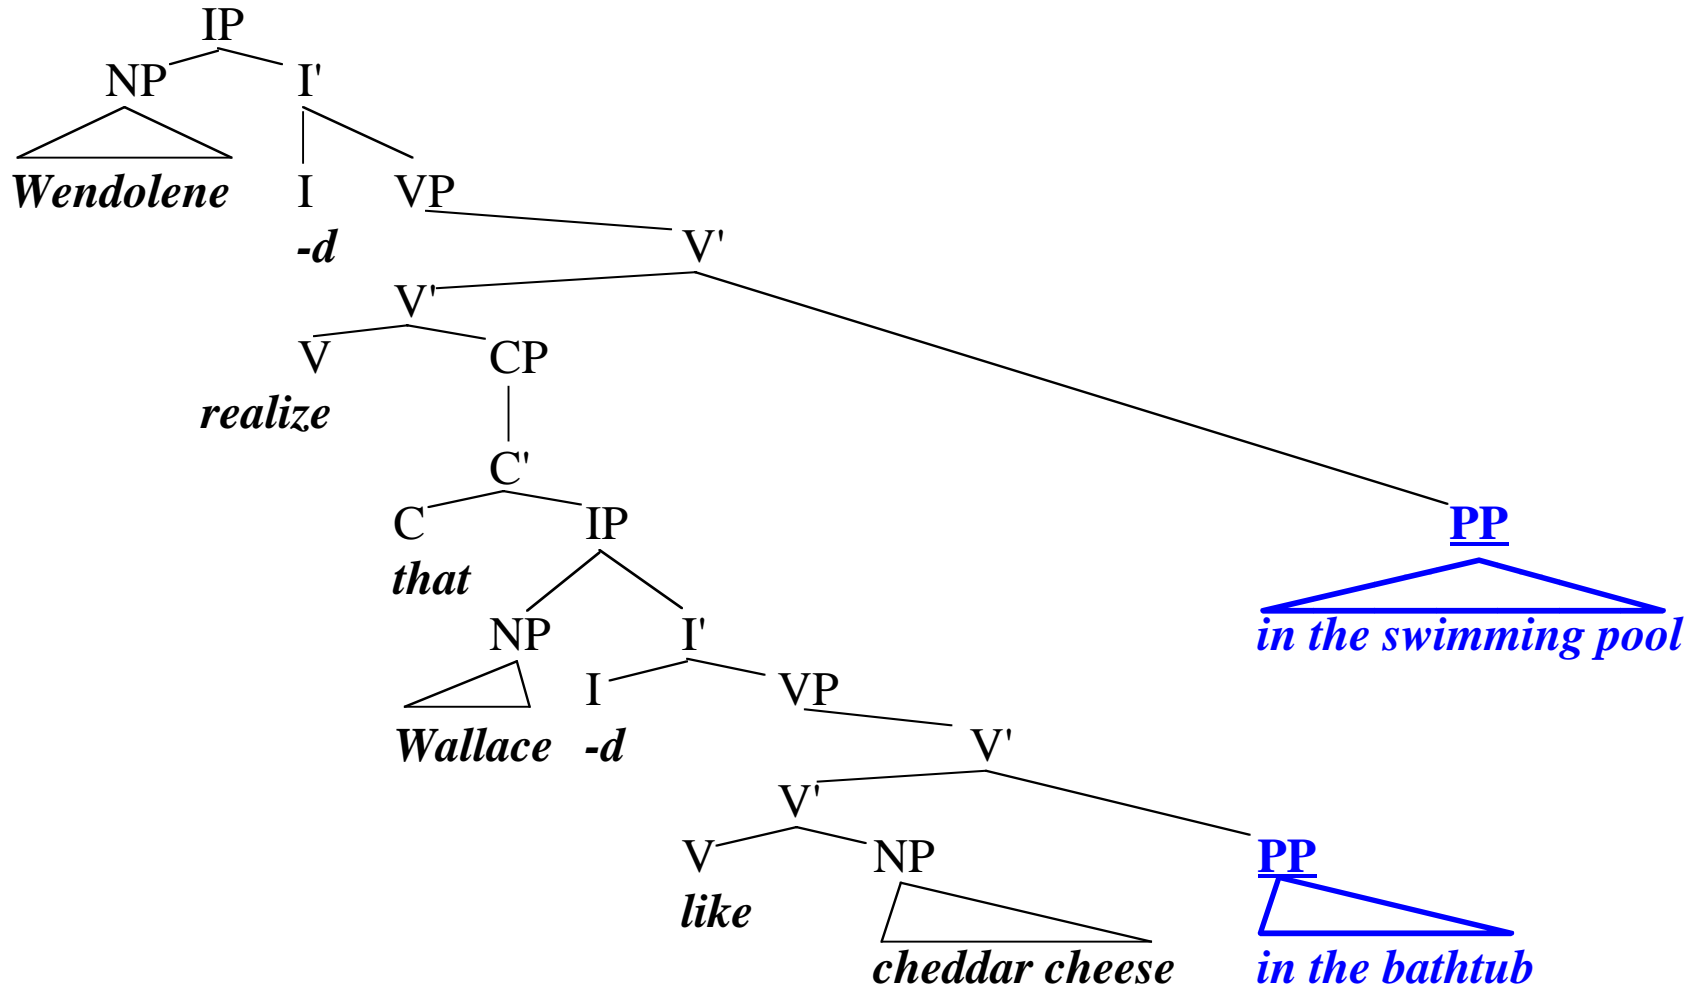 IP
NP I'
Wendolene I VP
-d V'
V'
V CP
realize
C'
C IP PP
that
NP I' in the swimming pool
I VP
Wallace -d V'
V'
V NP PP
like
cheddar cheese in the bathtub